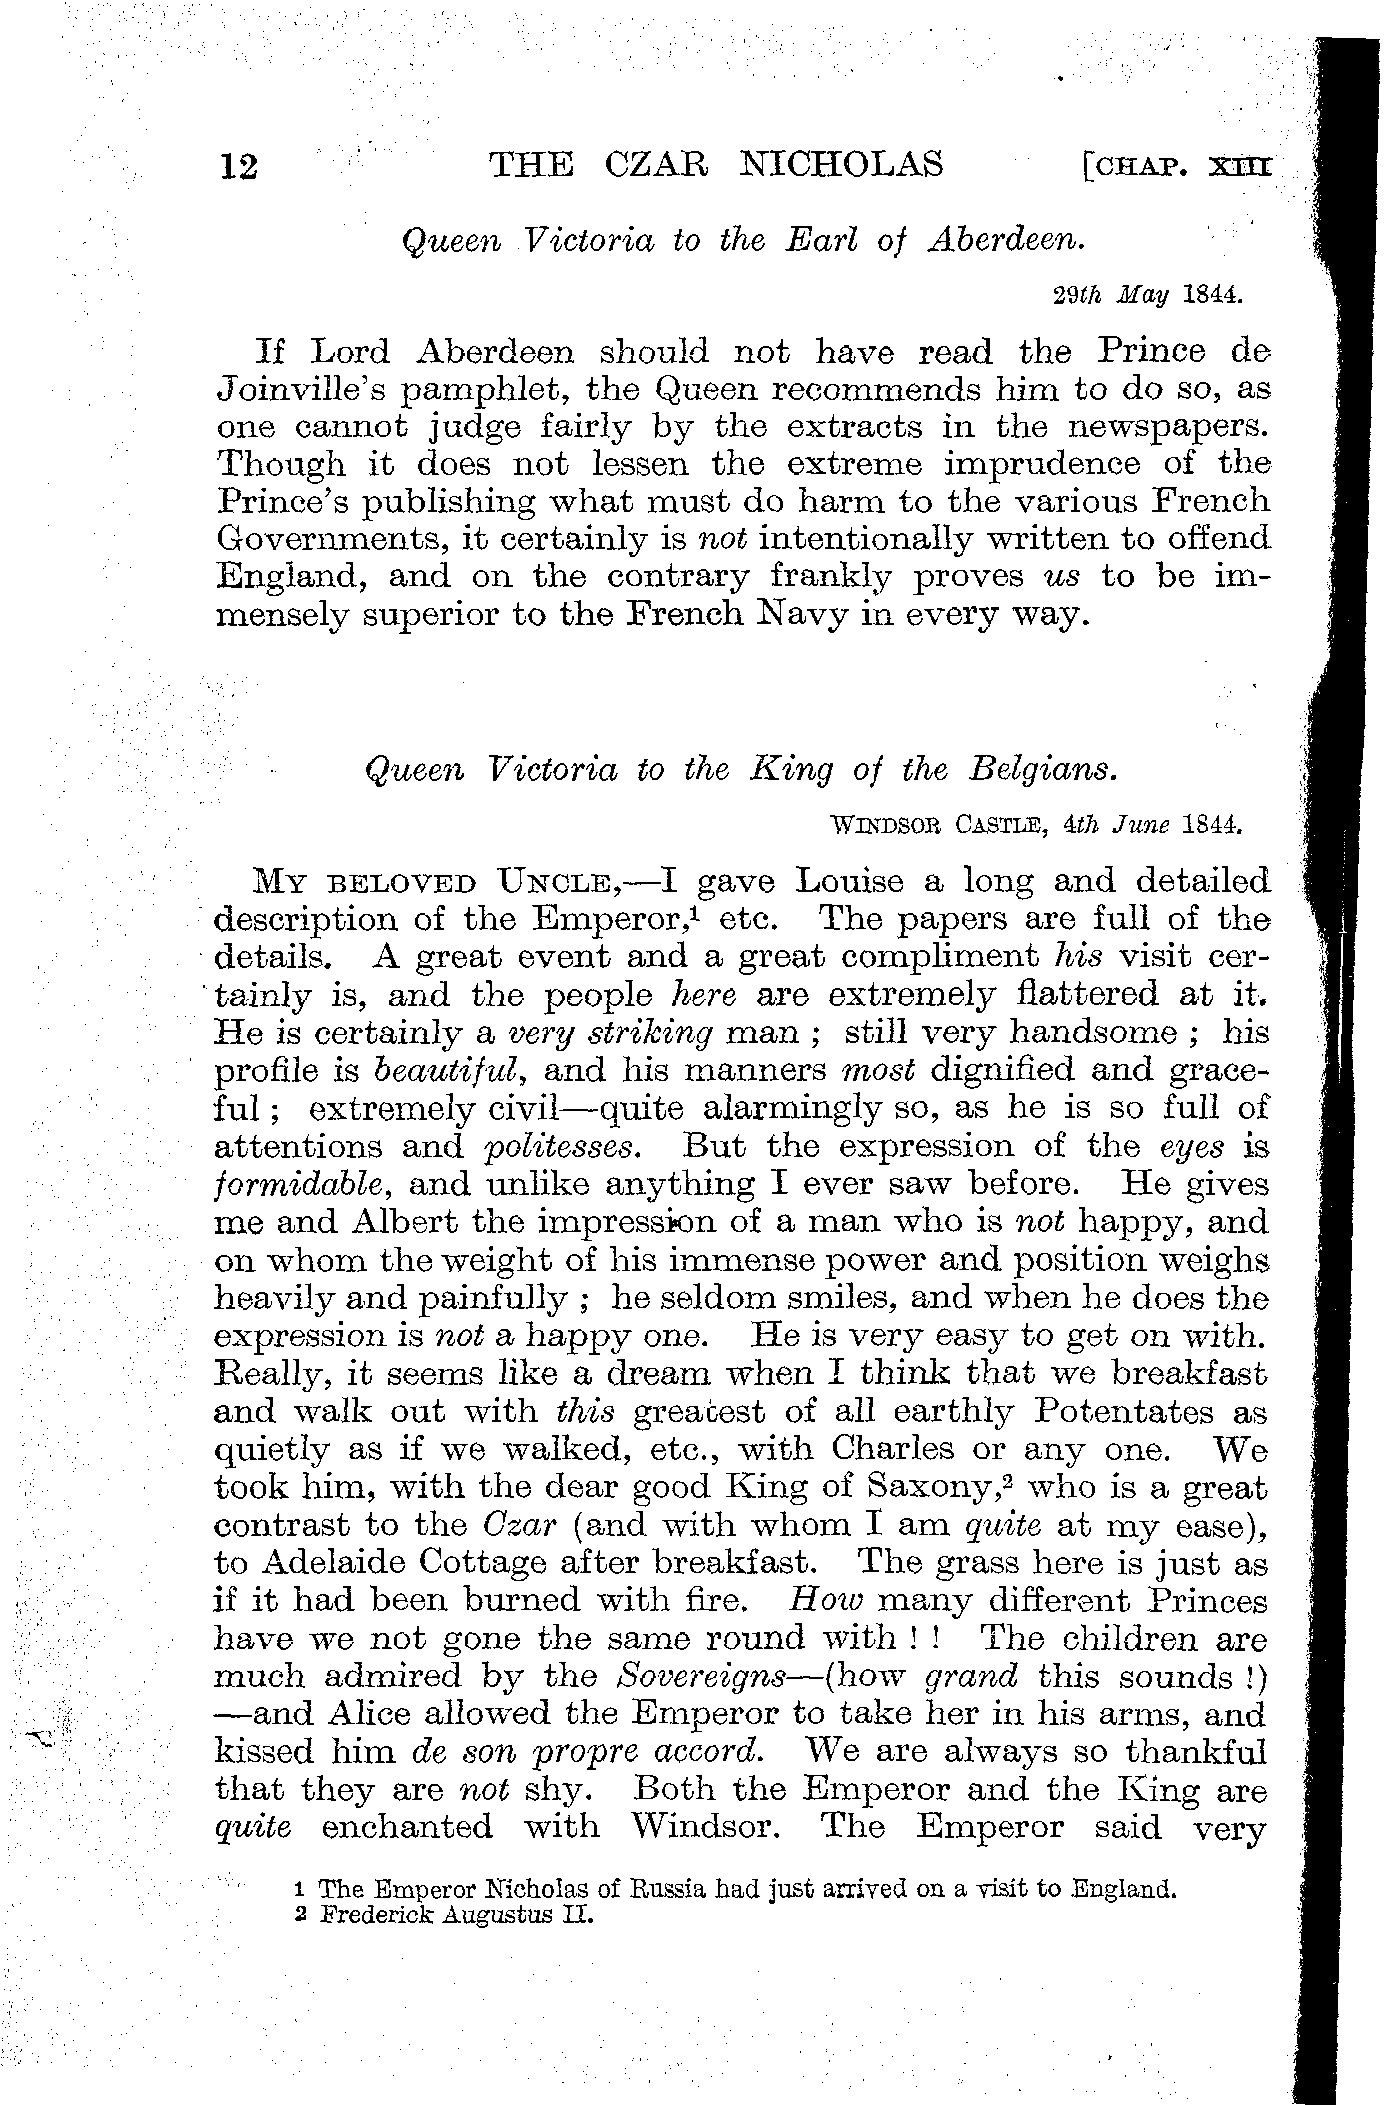 12 THE CZAR NICHOLAS [CHAP. XIII
Queen Victoria to the Earl of Aberdeen.
29th May 1844.
If Lord Aberdeen should not have read the Prince de
Joinville's pamphlet, the Queen recommends him to do so, as
one cannot judge fairly by the extracts in the newspapers.
Though it does not lessen the extreme imprudence of the
Prince's publishing what must do harm to the various French
Governments, it certainly is not intentionally written to offend
England, and on the contrary frankly proves us to be im-
mensely superior to the French Navy in every way.
Queen Victoria to the King of the Belgians.
WINDSOR CASTLE, 4th June 1844.
MY BELOVED UNCLE,—I gave Louise a long and detailed
description of the Emperor,¹ etc. The papers are full of the
details. A great event and a great compliment his visit cer-
tainly is, and the people here are extremely flattered at it.
He is certainly a very striking man ; still very handsome ; his
profile is beautiful, and his manners most dignified and grace-
ful ; extremely civil—quite alarmingly so, as he is so full of
attentions and politesses. But the expression of the eyes is
formidable, and unlike anything I ever saw before. He gives
me and Albert the impression of a man who is not happy, and
on whom the weight of his immense power and position weighs
heavily and painfully ; he seldom smiles, and when he does the
expression is not a happy one. He is very easy to get on with.
Really, it seems like a dream when I think that we breakfast
and walk out with this greatest of all earthly Potentates as
quietly as if we walked, etc., with Charles or any one. We
took him, with the dear good King of Saxony,² who is a great
contrast to the Czar (and with whom I am quite at my ease),
to Adelaide Cottage after breakfast. The grass here is just as
if it had been burned with fire. How many different Princes
have we not gone the same round with ! ! The children are
much admired by the Sovereigns—(how grand this sounds !)
—and Alice allowed the Emperor to take her in his arms, and
kissed him de son propre accord. We are always so thankful
that they are not shy. Both the Emperor and the King are
quite enchanted with Windsor. The Emperor said very
1 The Emperor Nicholas of Russia had just arrived on a visit to England.
2 Frederick Augustus II.